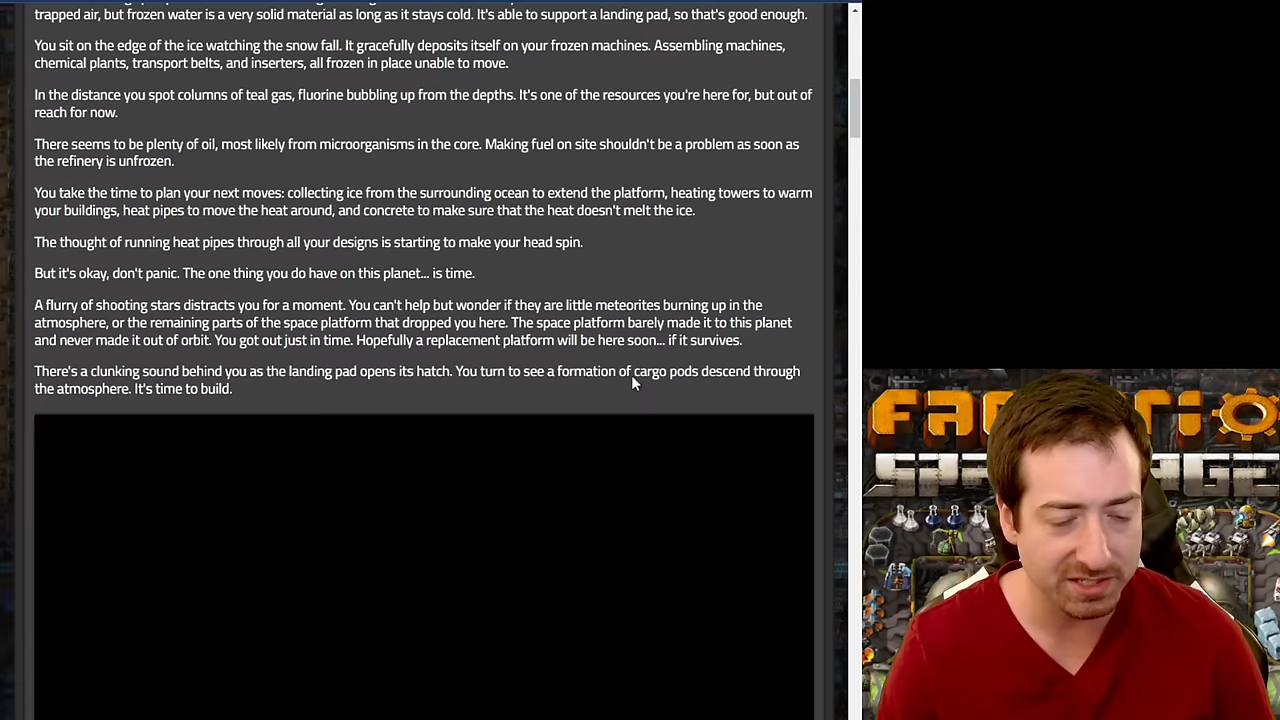 trapped air, but frozen water is a very solid material as long as it stays cold. It's able to support a landing pad, so that's good enough.
You sit on the edge of the ice watching the snow fall. It gracefully deposits itself on your frozen machines. Assembling machines,
chemical plants, transport belts, and inserters, all frozen in place unable to move.
In the distance you spot columns of teal gas, fluorine bubbling up from the depths. It's one of the resources you're here for, but out of
reach for now.
There seems to be plenty of oil, most likely from microorganisms in the core. Making fuel on site shouldn't be a problem as soon as
the refinery is unfrozen.
You take the time to plan your next moves: collecting ice from the surrounding ocean to extend the platform, heating towers to warm
your buildings, heat pipes to move the heat around, and concrete to make sure that the heat doesn't melt the ice.
The thought of running heat pipes through all your designs is starting to make your head spin.
But it's okay, don't panic. The one thing you do have on this planet... is time.
A flurry of shooting stars distracts you for a moment. You can't help but wonder if they are little meteorites burning up in the
atmosphere, or the remaining parts of the space platform that dropped you here. The space platform barely made it to this planet
and never made it out of orbit. You got out just in time. Hopefully a replacement platform will be here soon... if it survives.
There's a clunking sound behind you as the landing pad opens its hatch. You turn to see a formation of cargo pods descend through
the atmosphere. It's time to build.